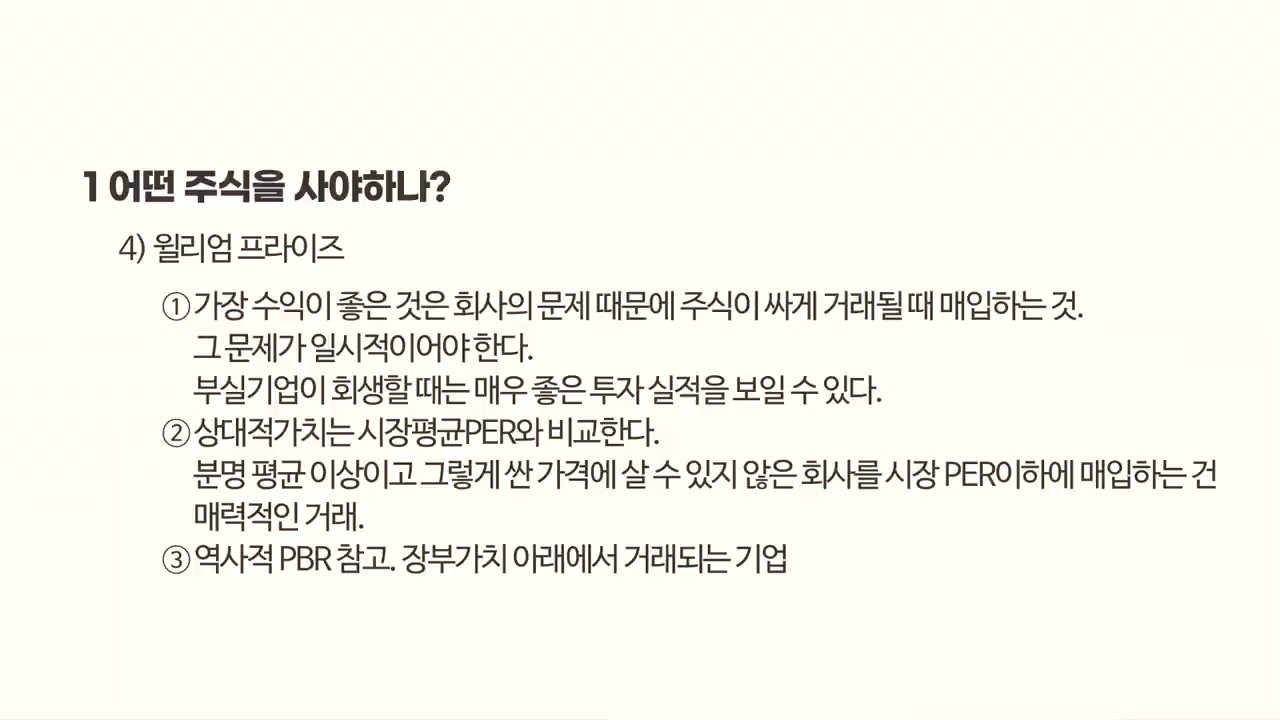 1 어떤 주식을 사야하나?
4) 윌리엄 프라이즈
① 가장 수익이 좋은 것은 회사의 문제 때문에 주식이 싸게 거래될 때 매입하는 것.
그 문제가 일시적이어야 한다.
부실기업이 회생할 때는 매우 좋은 투자 실적을 보일 수 있다.
② 상대적가치는 시장평균PER와 비교한다.
분명 평균 이상이고 그렇게 싼 가격에 살 수 있지 않은 회사를 시장 PER이하에 매입하는 건
매력적인 거래.
③ 역사적 PBR 참고. 장부가치 아래에서 거래되는 기업